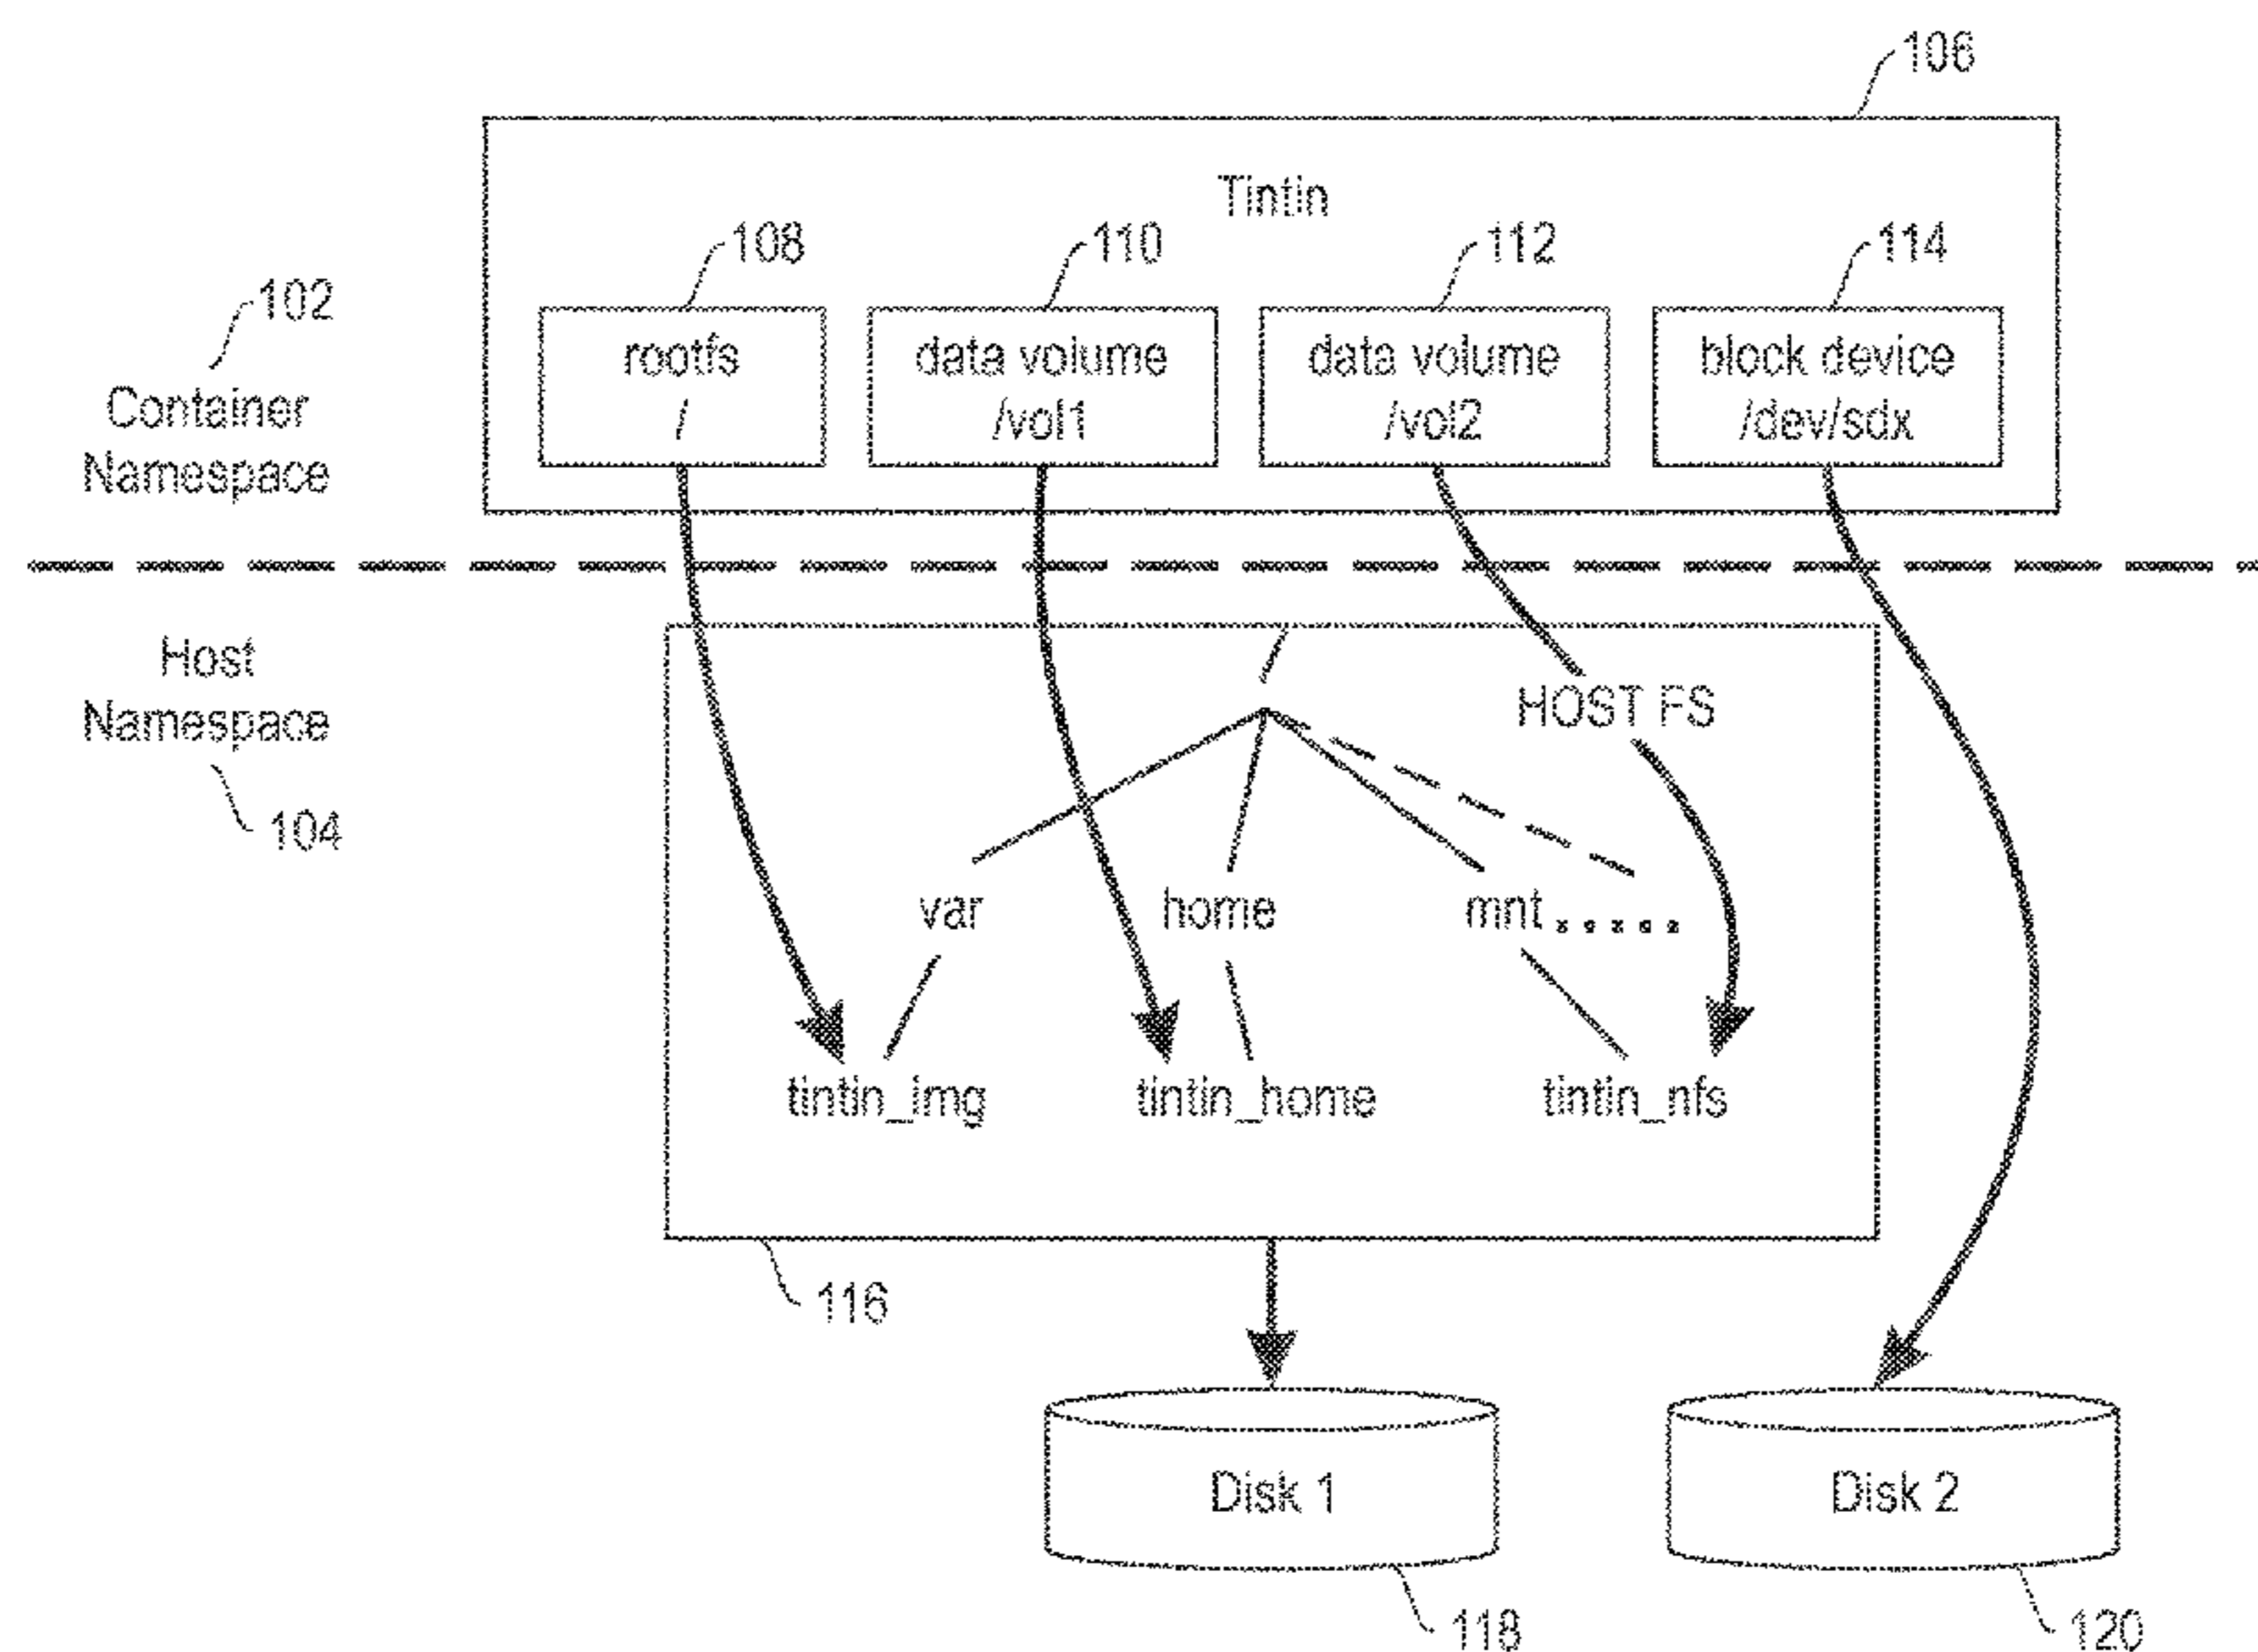 106
Tintin
108
110
112
114
102
Container
Namespace
rootfs
/
data volume
/vol1
data volume
/vol2
block device
/dev/sdx
Host
Namespace
104
/
HOST FS
var
home
mnt.....
tintin_img
tintin_home
tintin_nfs
116
Disk 1
Disk 2
118
120